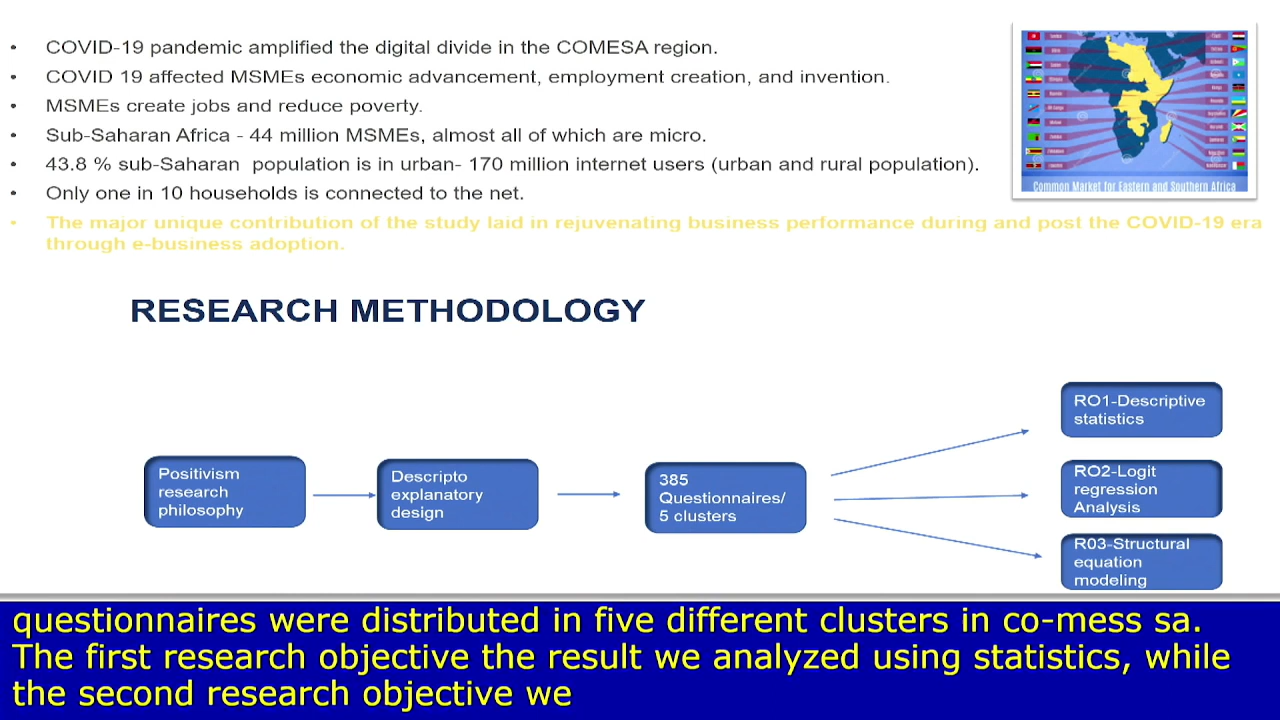 • COVID-19 pandemic amplified the digital divide in the COMESA region.
• COVID 19 affected MSMEs economic advancement, employment creation, and invention.
• MSMEs create jobs and reduce poverty.
• Sub-Saharan Africa - 44 million MSMEs, almost all of which are micro.
• 43.8 % sub-Saharan populations is in urban- 170 million internet users (urban and rural population).
• Only one in 10 households is connected to the net.
• The major unique contribution of the study laid in rejuvenating business performance during and post the COVID-19 era
through e-business adoption.
Common Market for Eastern and Southern Africa
RESEARCH METHODOLOGY
Positivism
research
philosophy
Descripto
explanatory
design
385
Questionnaires/
5 clusters
RO1-Descriptive
statistics
RO2-Logit
regression
Analysis
R03-Structural
equation
modeling
questionnaires were distributed in five different clusters in co-mess sa.
The first research objective the result we analyzed using statistics, while
the second research objective we